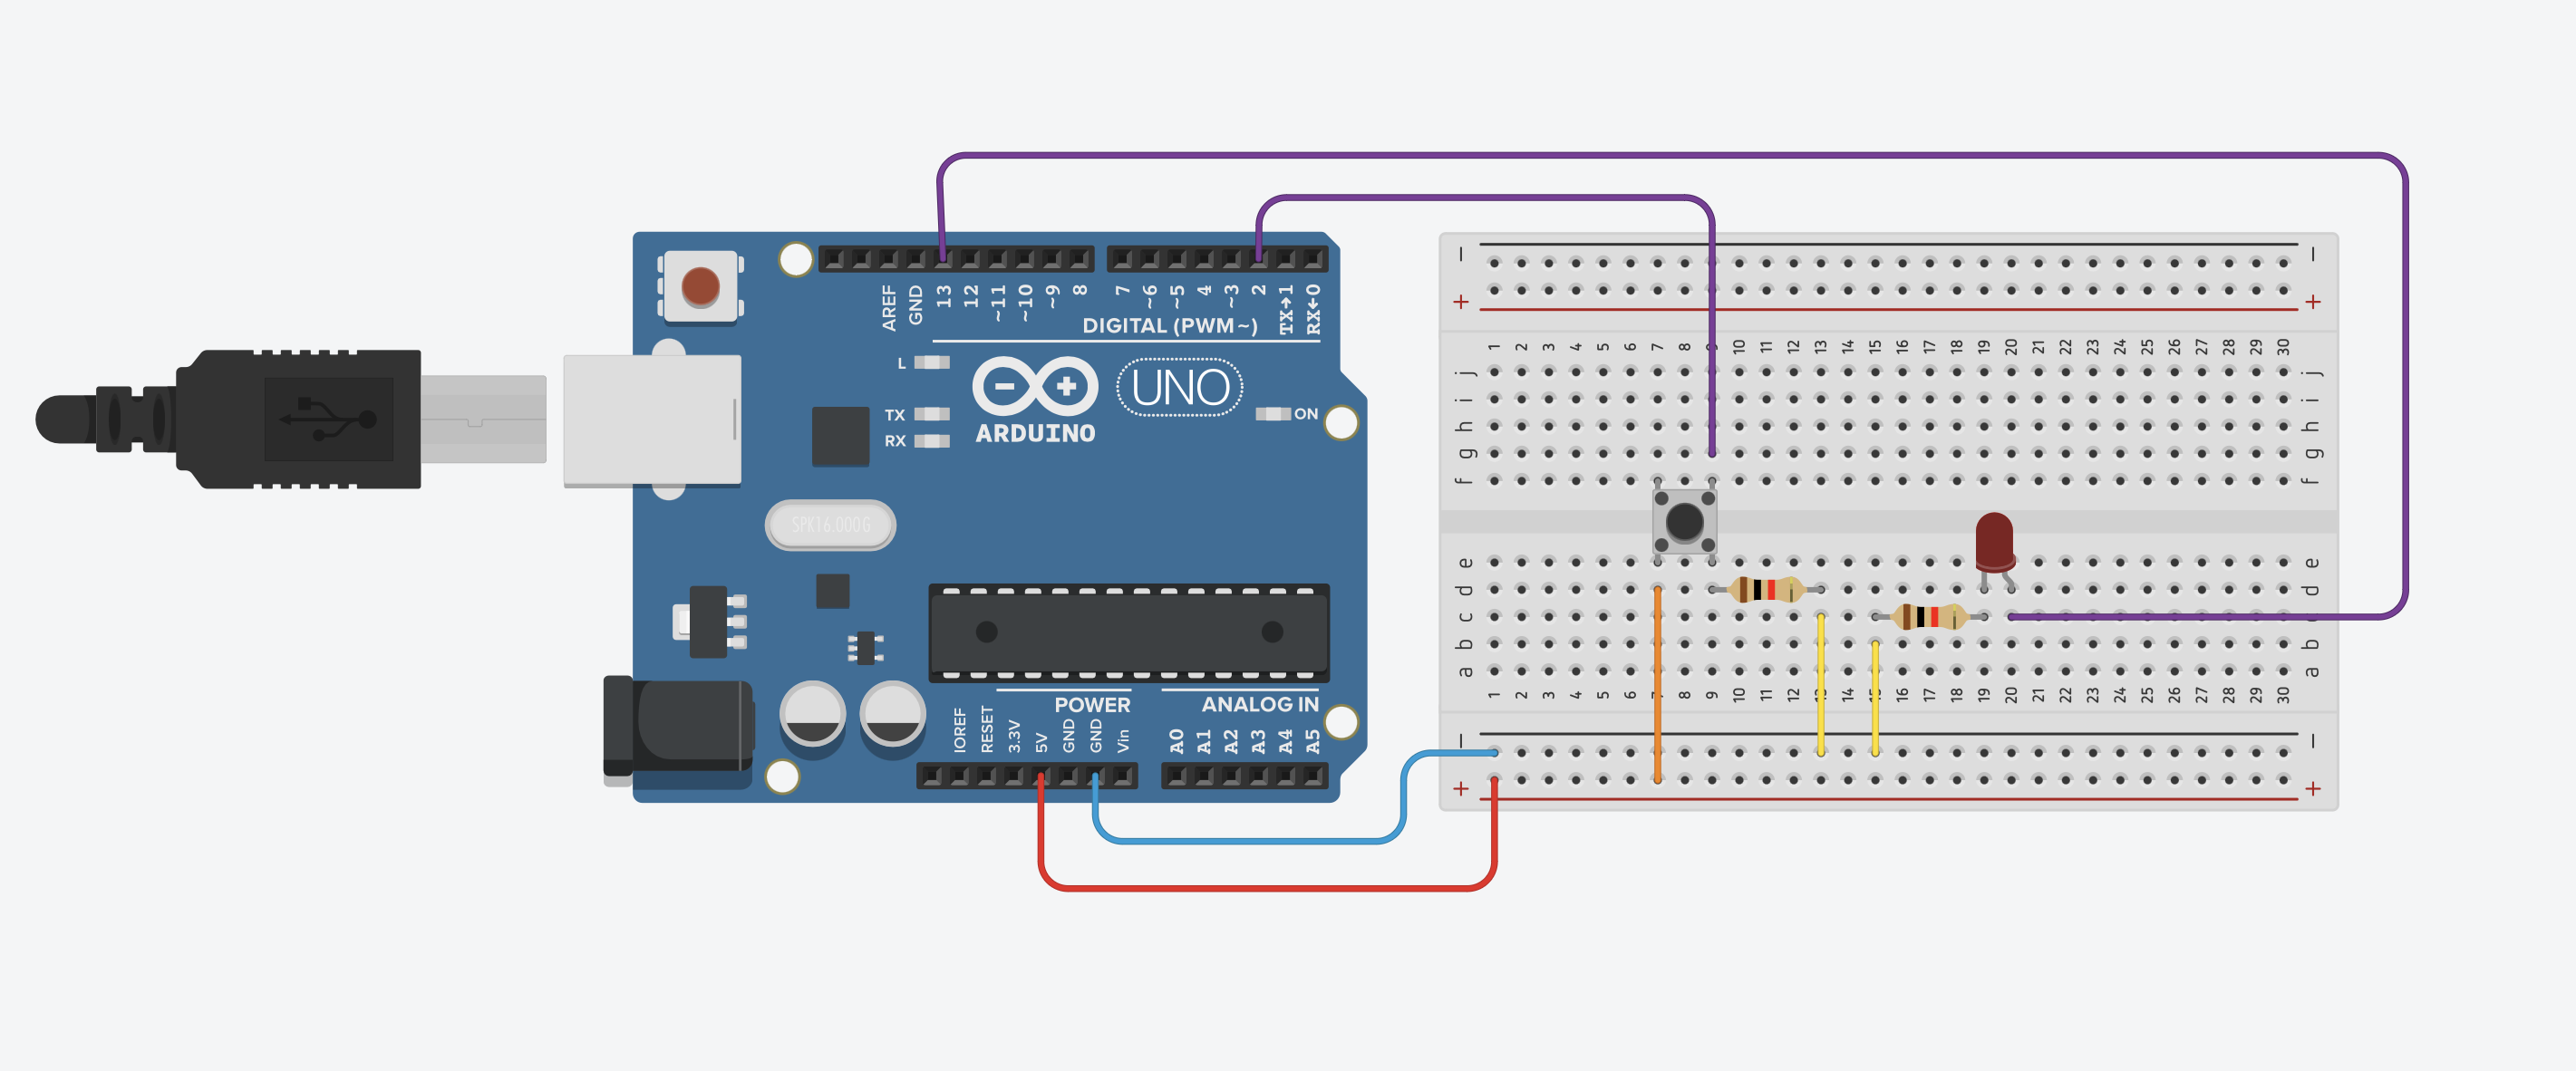 AREF
GND
13
12
~11
~10
~9
8
7
~6
~5
4
~3
2
TX→1
RX←0
DIGITAL (PWM~)
L
TX
RX
ARDUINO
UNO
ON
SPK16.000G
POWER
ANALOG IN
IOREF
RESET
3.3V
5V
GND
GND
Vin
A0
A1
A2
A3
A4
A5
− −
+ +
1 2 3 4 5 6 7 8 9 10 11 12 13 14 15 16 17 18 19 20 21 22 23 24 25 26 27 28 29 30
j j
i i
h h
g g
f f
e e
d d
c c
b b
a a
1 2 3 4 5 6 7 8 9 10 11 12 13 14 15 16 17 18 19 20 21 22 23 24 25 26 27 28 29 30
− −
+ +